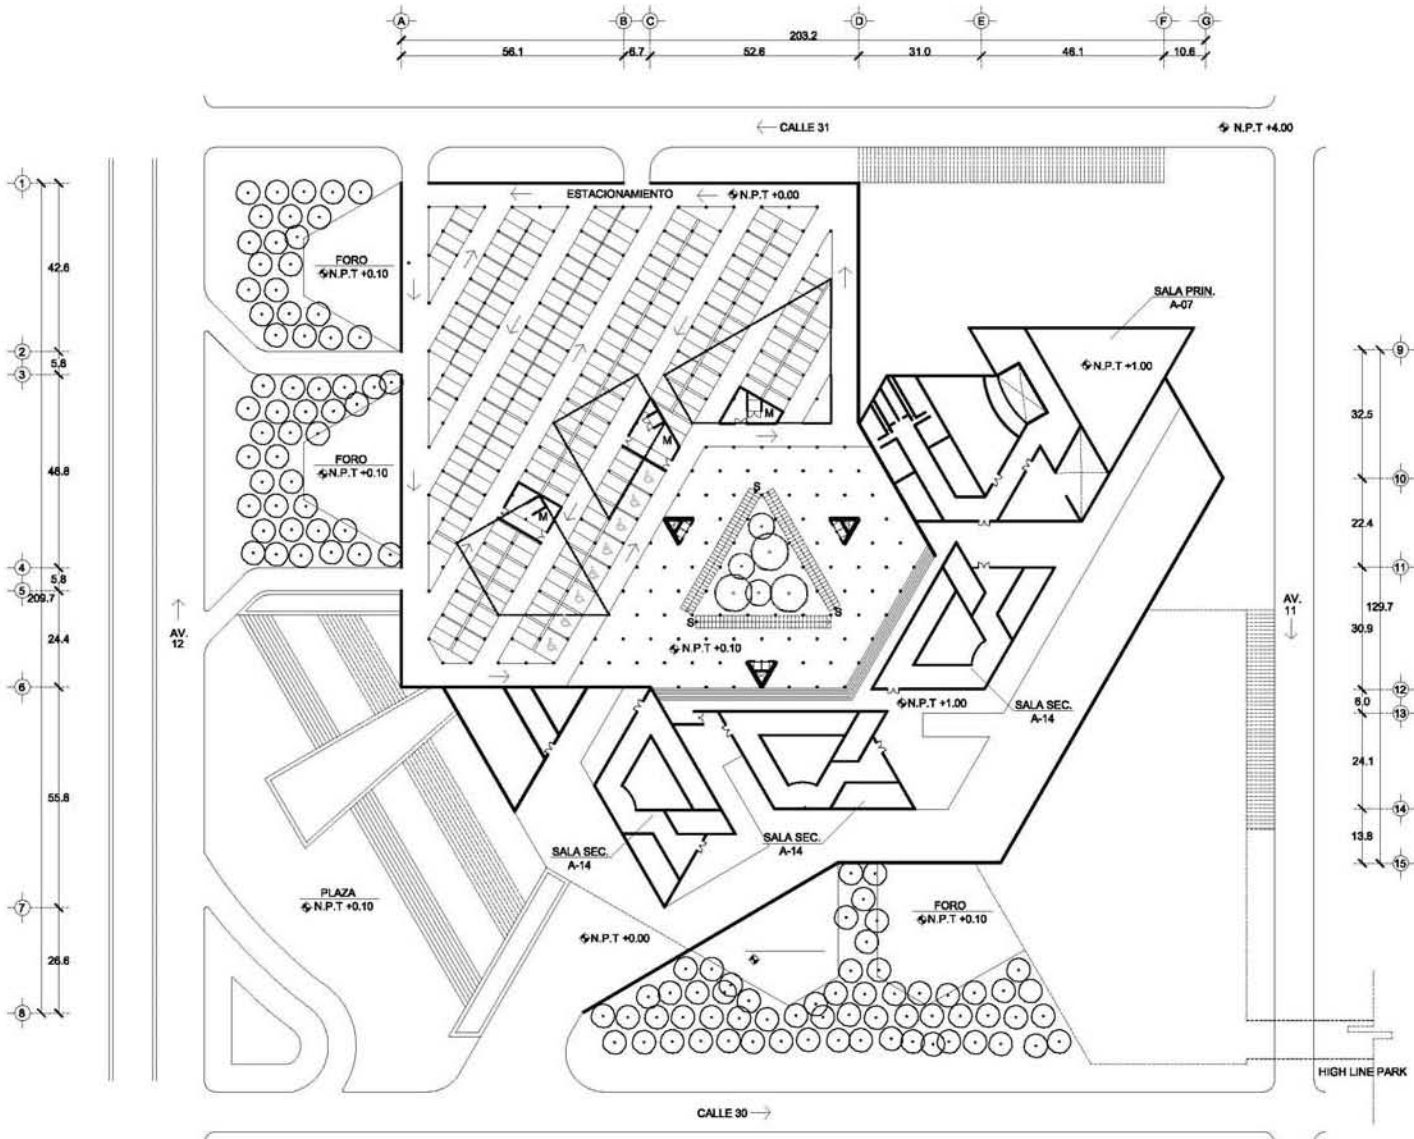 A B C D E F G
203.2
56.1 6.7 52.6 31.0 46.1 10.6
← CALLE 31
N.P.T +4.00
1
ESTACIONAMIENTO
N.P.T +0.00
42.6
FORO
N.P.T +0.10
SALA PRIN.
A-07
2
5.8
3
9
N.P.T +1.00
32.5
M
M
46.8
FORO
N.P.T +0.10
10
S
22.4
M
4
5.8
5
11
209.7
AV.
12
S
S
AV.
11
129.7
30.9
24.4
N.P.T +0.10
6
12
N.P.T +1.00
SALA SEC.
A-14
6.0
13
24.1
55.8
14
SALA SEC.
A-14
SALA SEC.
A-14
13.8
15
PLAZA
N.P.T +0.10
7
FORO
N.P.T +0.10
N.P.T +0.00
26.6
8
HIGH LINE PARK
CALLE 30 →